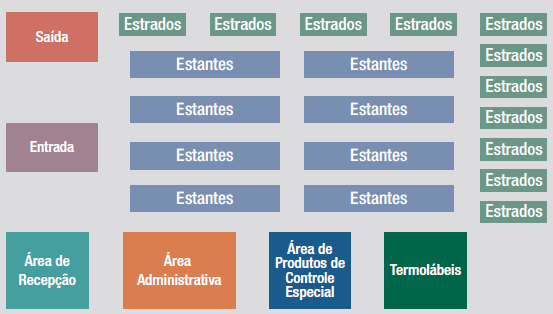 Saída
Estrados
Estrados
Estrados
Estrados
Estrados
Estantes
Estantes
Estrados
Estrados
Estantes
Estantes
Estrados
Entrada
Estantes
Estantes
Estrados
Estrados
Estantes
Estantes
Estrados
Área de
Recepção
Área
Administrativa
Área de
Produtos de
Controle
Especial
Termolábeis